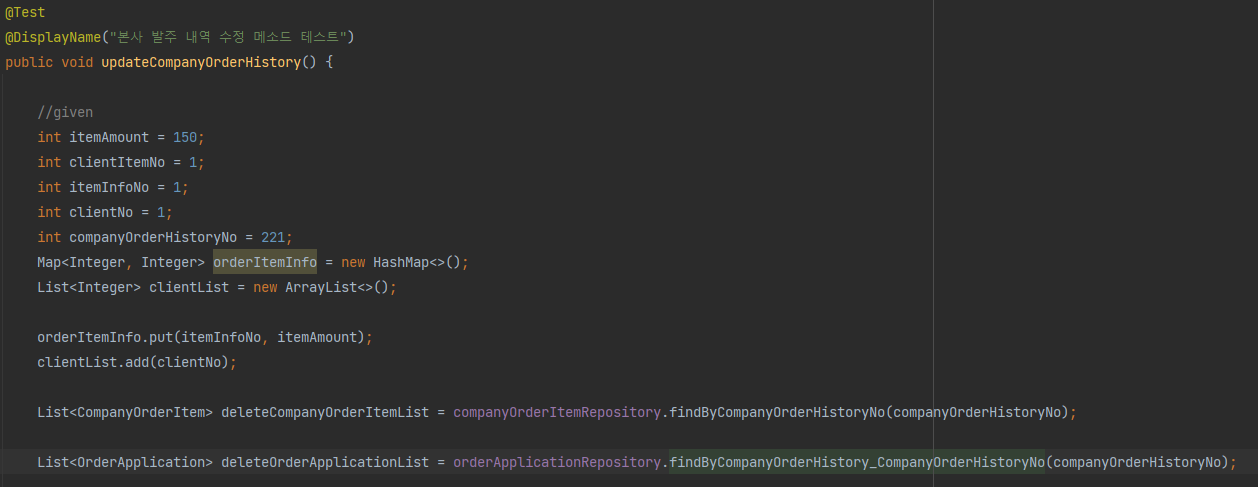 @Test
@DisplayName("본사 발주 내역 수정 메소드 테스트")
public void updateCompanyOrderHistory() {
//given
int itemAmount = 150;
int clientItemNo = 1;
int itemInfoNo = 1;
int clientNo = 1;
int companyOrderHistoryNo = 221;
Map<Integer, Integer> orderItemInfo = new HashMap<>();
List<Integer> clientList = new ArrayList<>();
orderItemInfo.put(itemInfoNo, itemAmount);
clientList.add(clientNo);
List<CompanyOrderItem> deleteCompanyOrderItemList = companyOrderItemRepository.findByCompanyOrderHistoryNo(companyOrderHistoryNo);
List<OrderApplication> deleteOrderApplicationList = orderApplicationRepository.findByCompanyOrderHistory_CompanyOrderHistoryNo(companyOrderHistoryNo);